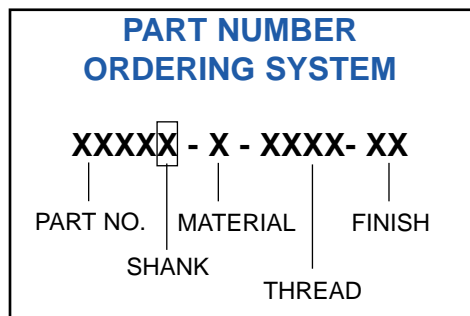 PART NUMBER
ORDERING SYSTEM
XXXXX - X - XXXX- XX
PART NO. MATERIAL FINISH
SHANK
THREAD